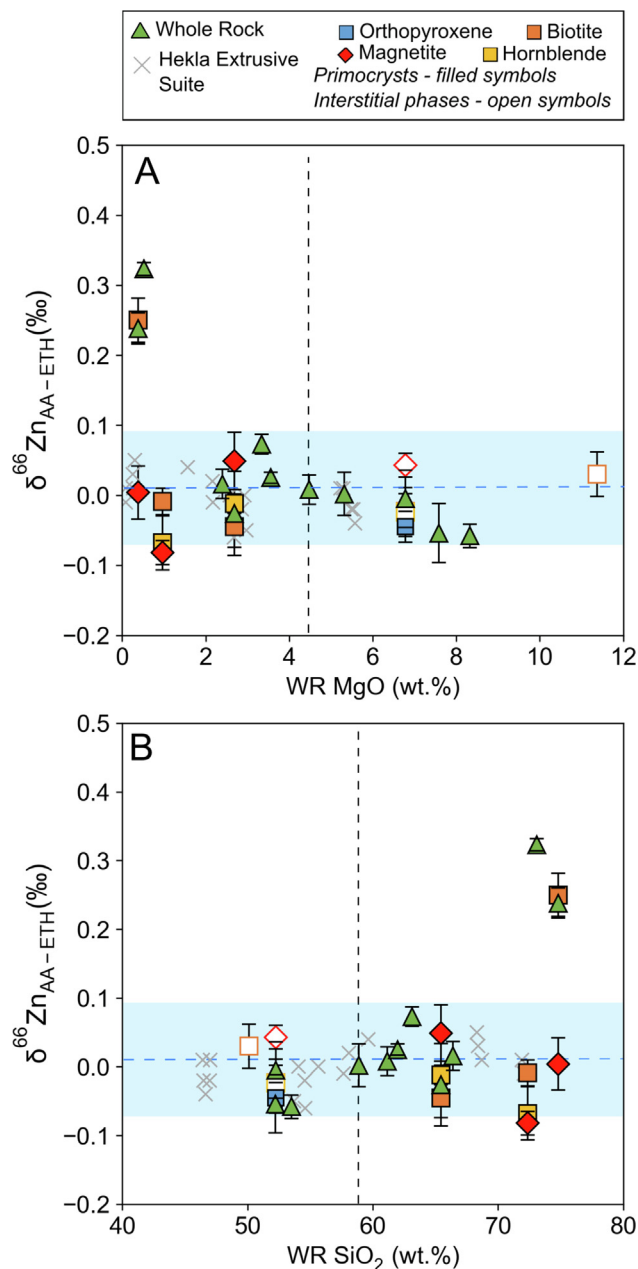 Whole Rock
Hekla Extrusive
Suite
Orthopyroxene
Biotite
Magnetite
Hornblende
Primocrysts - filled symbols
Interstitial phases - open symbols
A
0.5
0.4
0.3
0.2
0.1
0.0
−0.1
−0.2
δ66ZnAA−ETH(‰)
0 2 4 6 8 10 12
WR MgO (wt.%)
B
0.5
0.4
0.3
0.2
0.1
0.0
−0.1
−0.2
δ66ZnAA−ETH(‰)
40 50 60 70 80
WR SiO2 (wt.%)